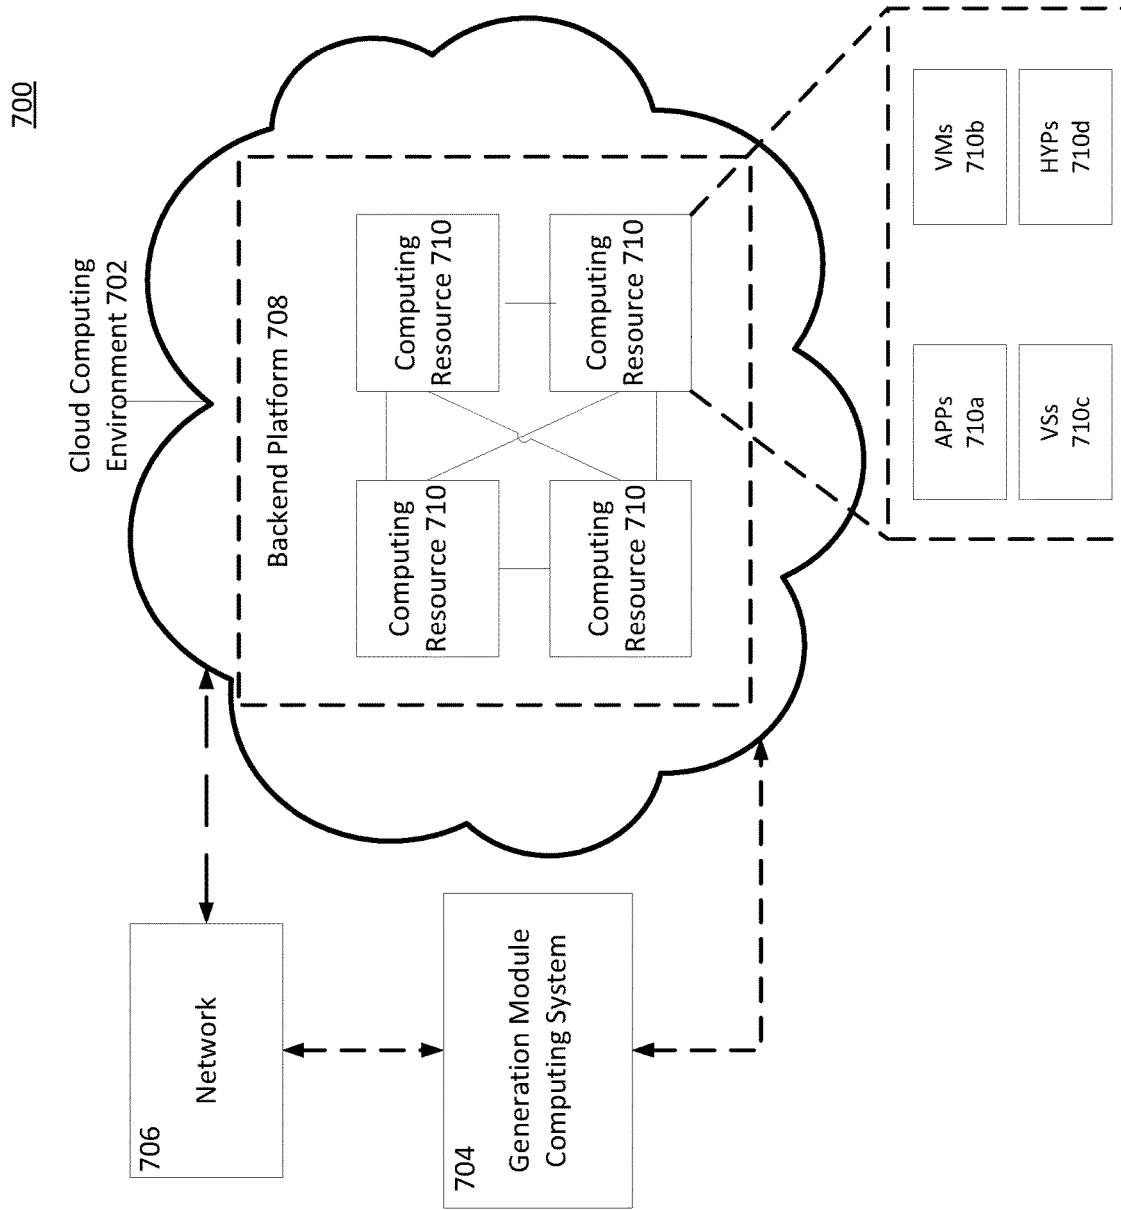 700
Cloud Computing
Environment 702
706
Network
704
Generation Module
Computing System
Backend Platform 708
Computing
Resource 710
Computing
Resource 710
Computing
Resource 710
Computing
Resource 710
APPs
710a
VMs
710b
VSs
710c
HYPs
710d